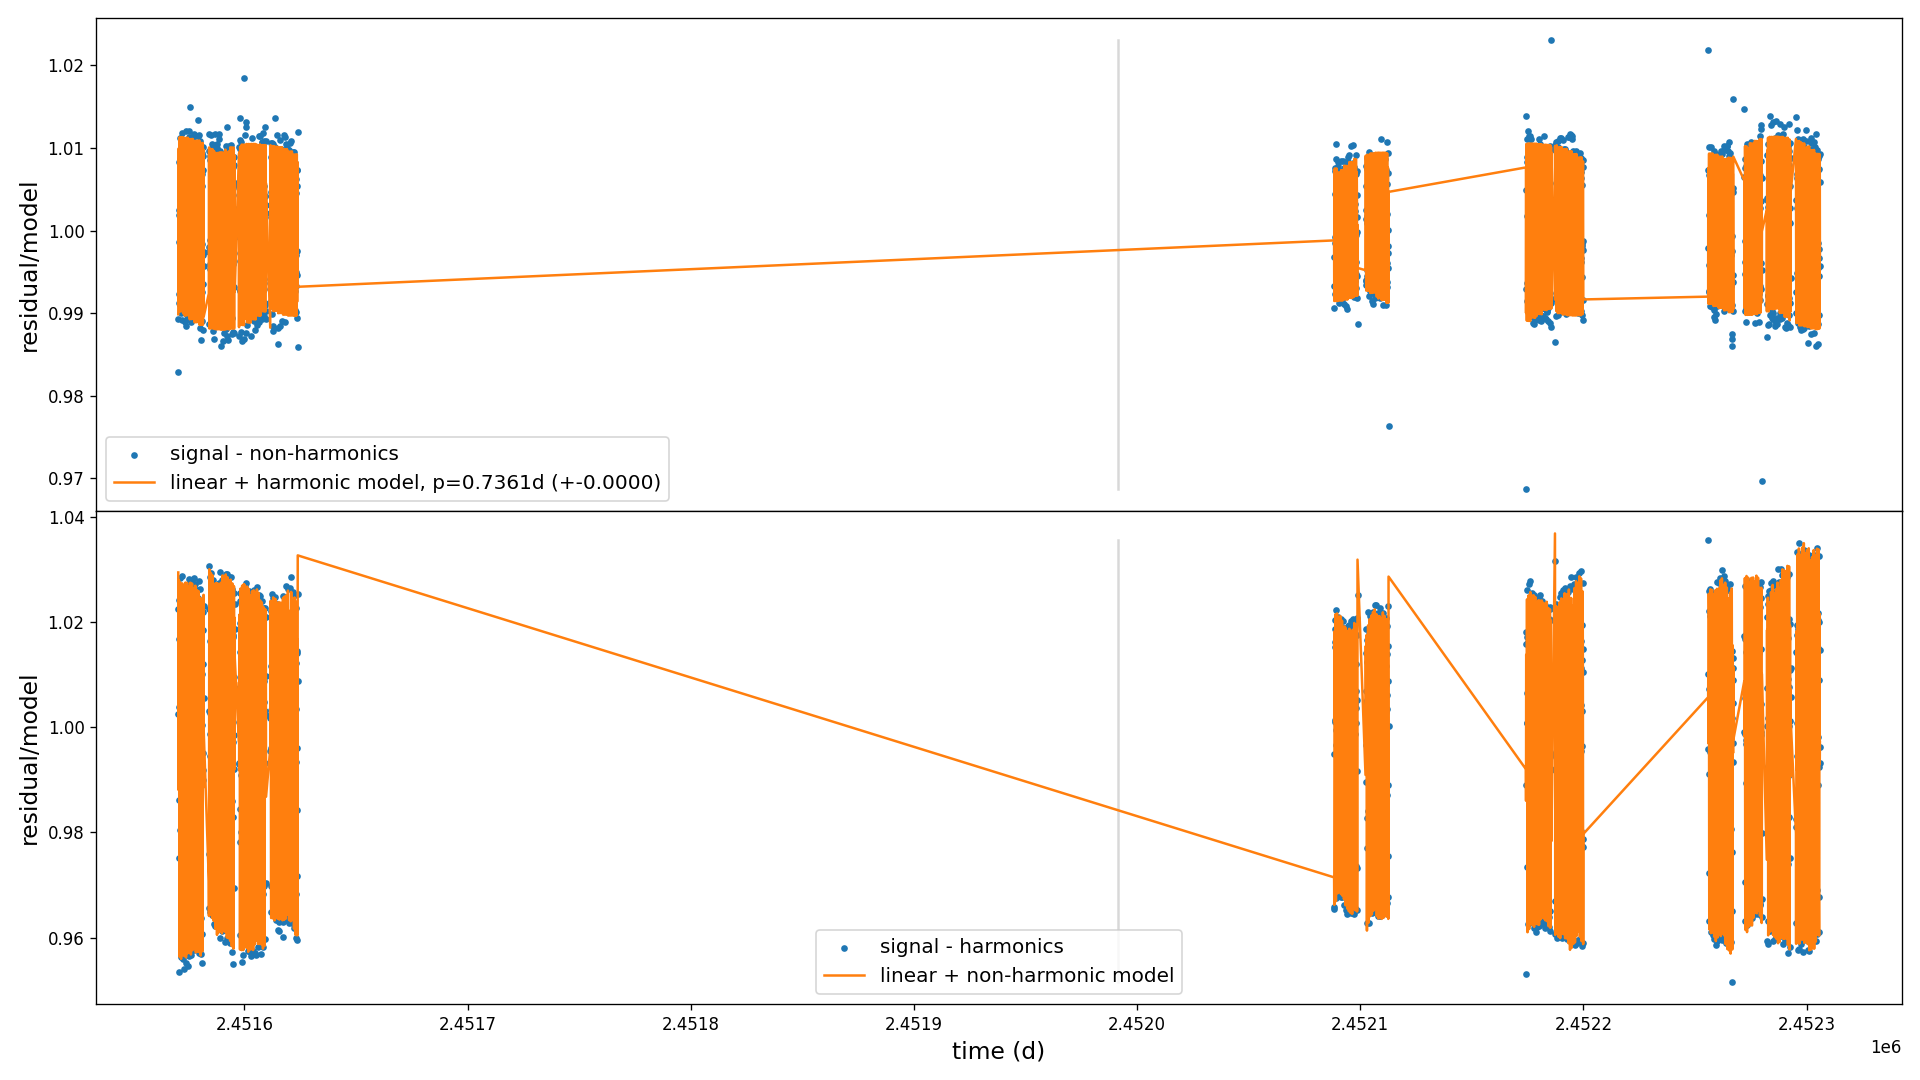 1.02
1.01
1.00
0.99
0.98
0.97
residual/model
signal - non-harmonics
linear + harmonic model, p=0.7361d (+-0.0000)
1.04
1.02
1.00
0.98
0.96
residual/model
signal - harmonics
linear + non-harmonic model
2.4516 2.4517 2.4518 2.4519 2.4520 2.4521 2.4522 2.4523
time (d)
1e6